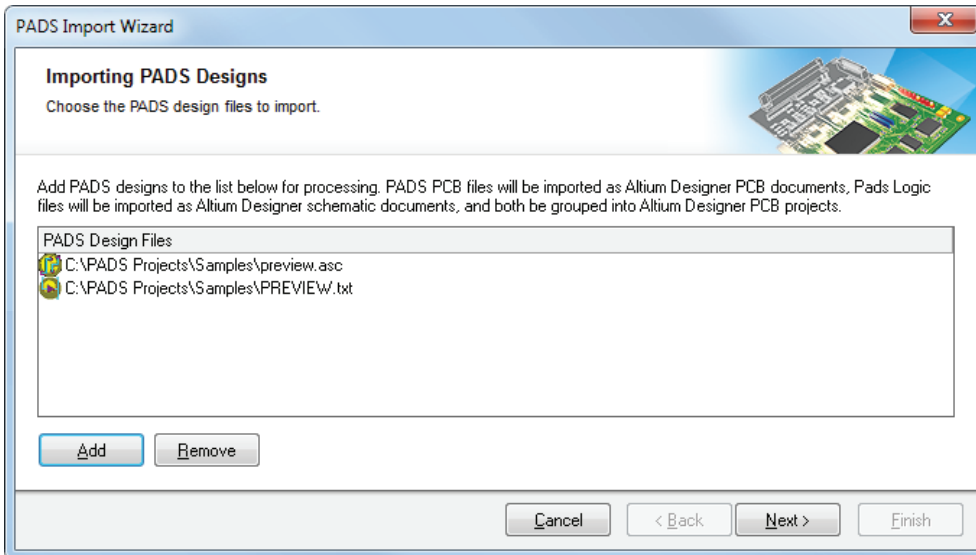 PADS Import Wizard
Importing PADS Designs
Choose the PADS design files to import.
Add PADS designs to the list below for processing. PADS PCB files will be imported as Altium Designer PCB documents, Pads Logic
files will be imported as Altium Designer schematic documents, and both be grouped into Altium Designer PCB projects.
PADS Design Files
C:\PADS Projects\Samples\preview.asc
C:\PADS Projects\Samples\PREVIEW.txt
Add Remove
Cancel < Back Next > Finish